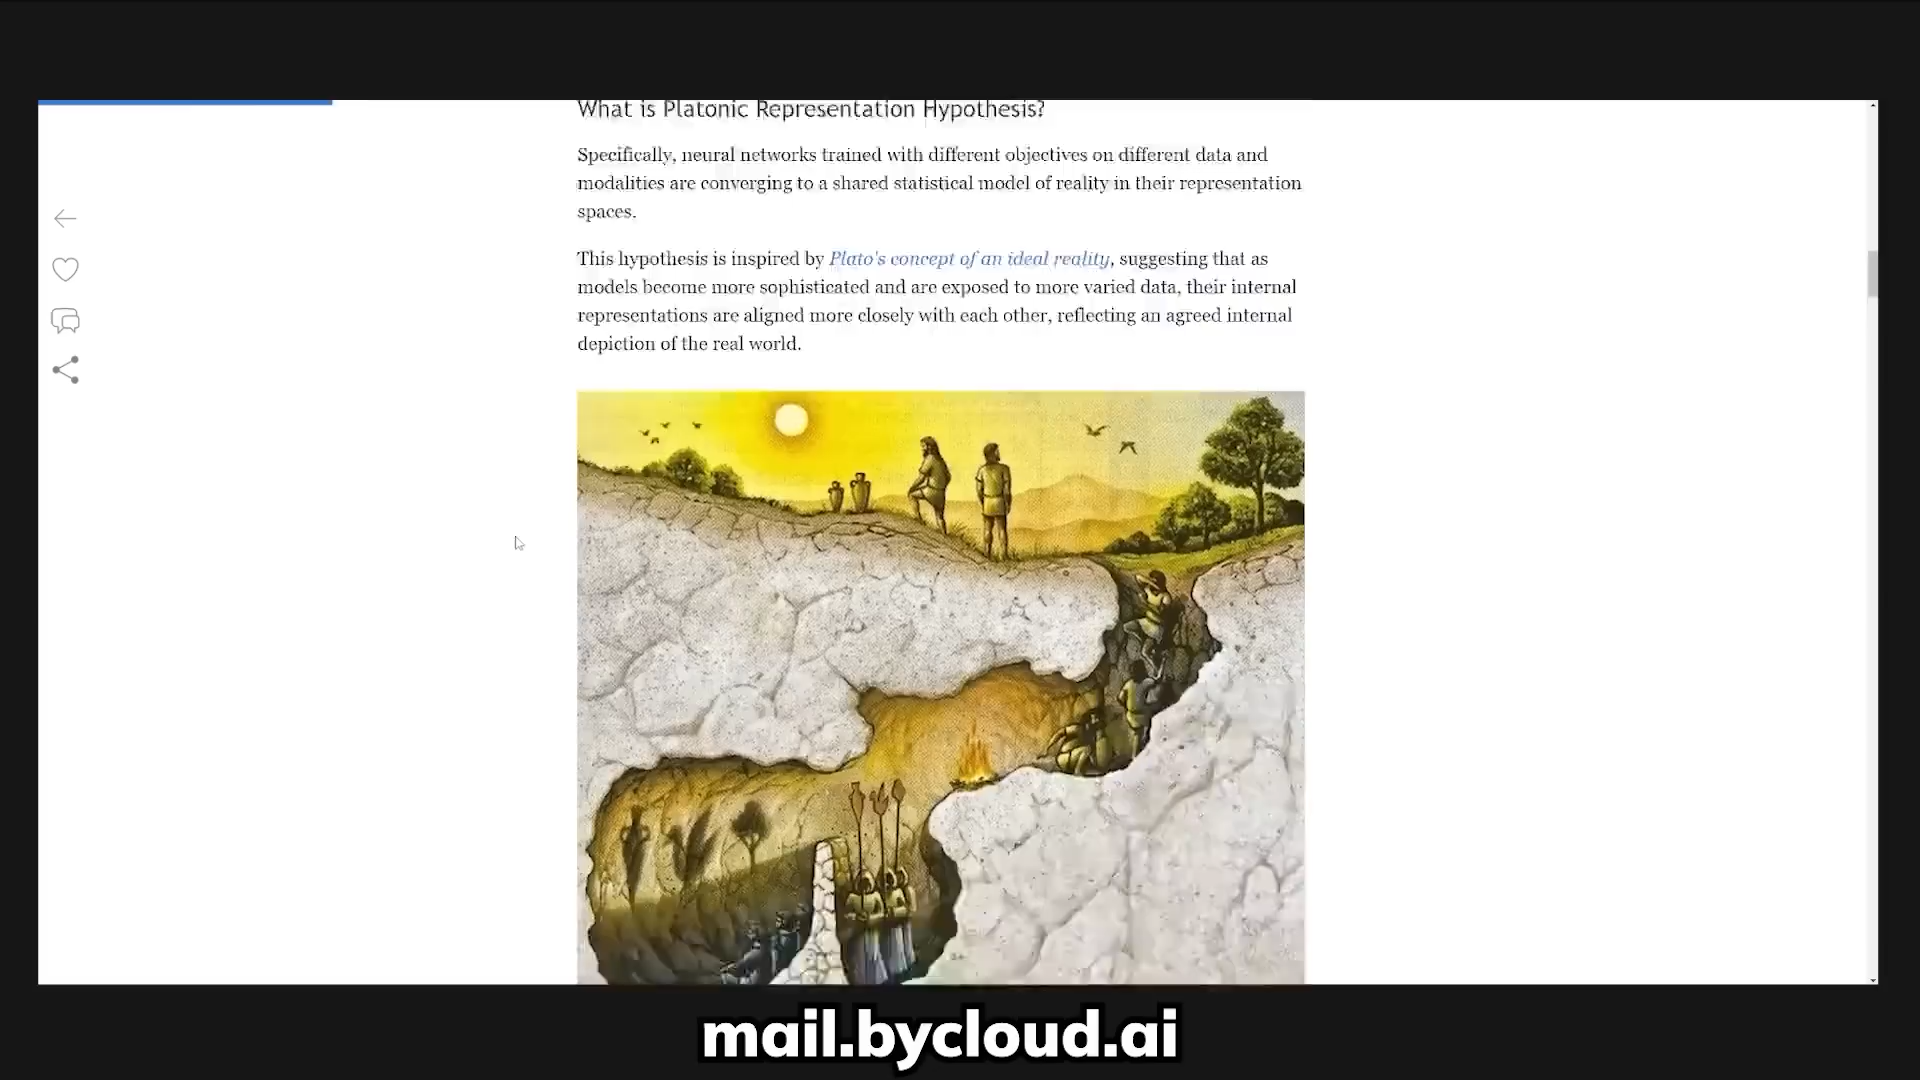 What is Platonic Representation Hypothesis?
Specifically, neural networks trained with different objectives on different data and
modalities are converging to a shared statistical model of reality in their representation
spaces.
This hypothesis is inspired by Plato's concept of an ideal reality, suggesting that as
models become more sophisticated and are exposed to more varied data, their internal
representations are aligned more closely with each other, reflecting an agreed internal
depiction of the real world.
mail.bycloud.ai